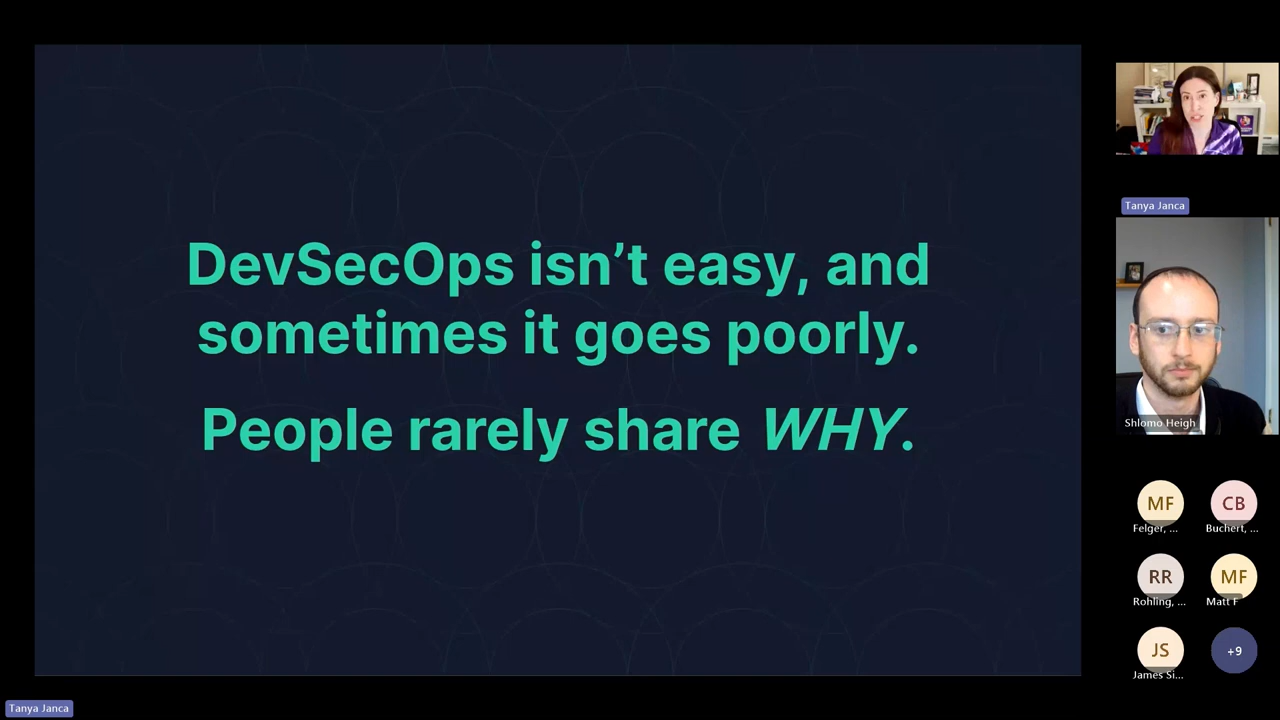 DevSecOps isn’t easy, and
sometimes it goes poorly.
People rarely share WHY.
Tanya Janca
Shlomo Heigh
MF
CB
Felger, ...
Buchert, ...
RR
MF
Rohling, ...
Matt F
JS
+9
James Si...
Tanya Janca